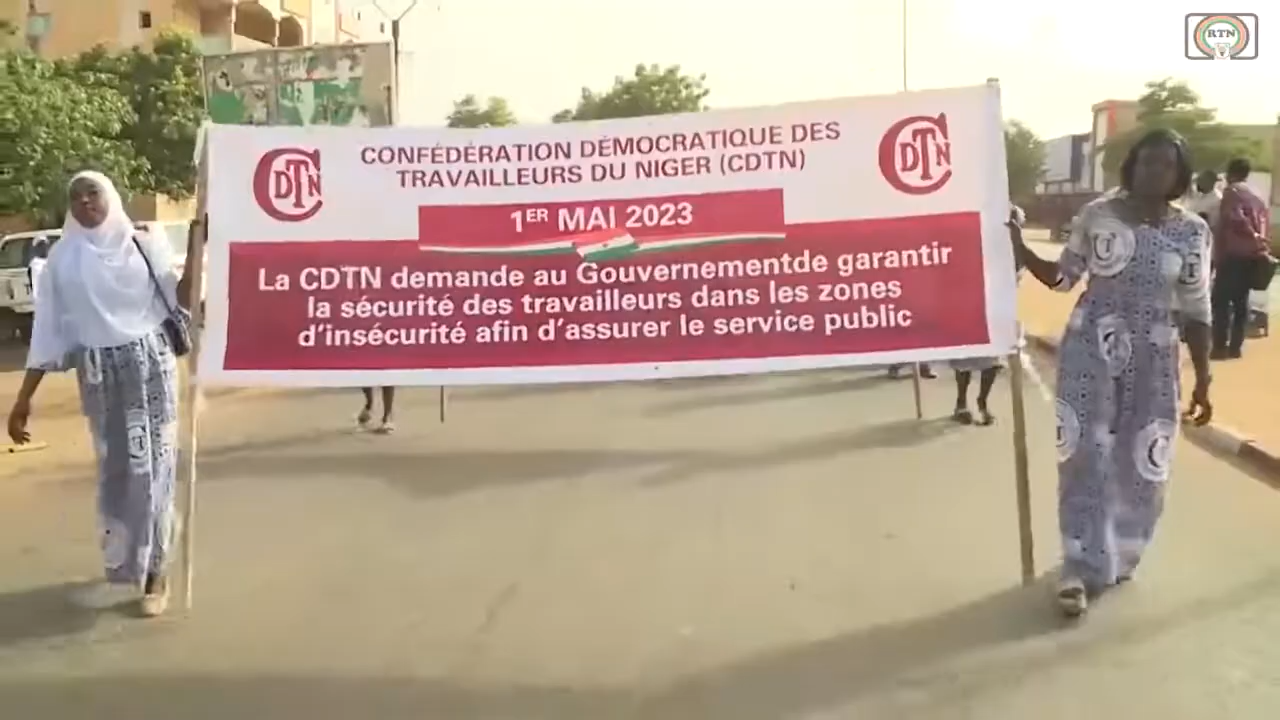 RTN
CONFÉDÉRATION DÉMOCRATIQUE DES
TRAVAILLEURS DU NIGER (CDTN)
CDTN
CDTN
1ER MAI 2023
La CDTN demande au Gouvernementde garantir
la sécurité des travailleurs dans les zones
d'insécurité afin d'assurer le service public